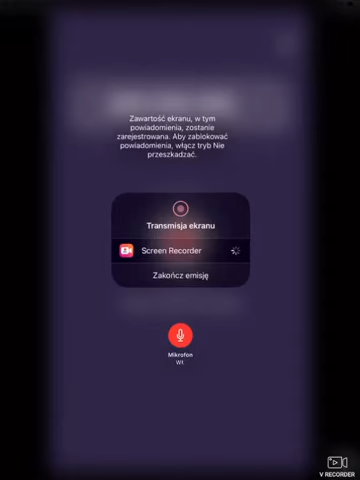 Zawartość ekranu, w tym
powiadomienia, zostanie
zarejestrowana. Aby zablokować
powiadomienia, włącz tryb Nie
przeszkadzać.
Transmisja ekranu
Screen Recorder
Zakończ emisję
Mikrofon
Wł.
V RECORDER